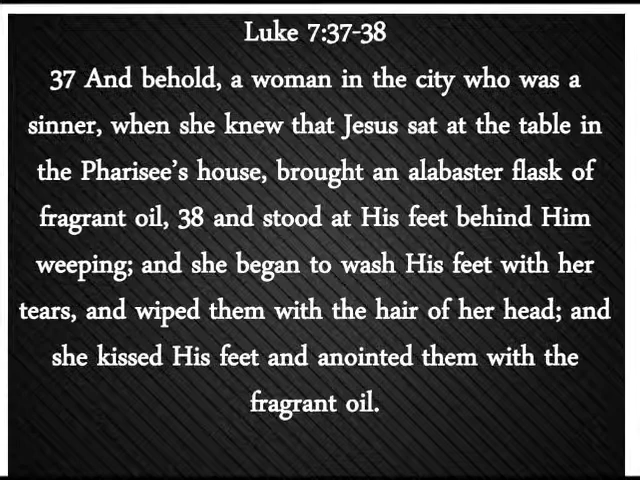 Luke 7:37-38
37 And behold, a woman in the city who was a
sinner, when she knew that Jesus sat at the table in
the Pharisee’s house, brought an alabaster flask of
fragrant oil, 38 and stood at His feet behind Him
weeping; and she began to wash His feet with her
tears, and wiped them with the hair of her head; and
she kissed His feet and anointed them with the
fragrant oil.